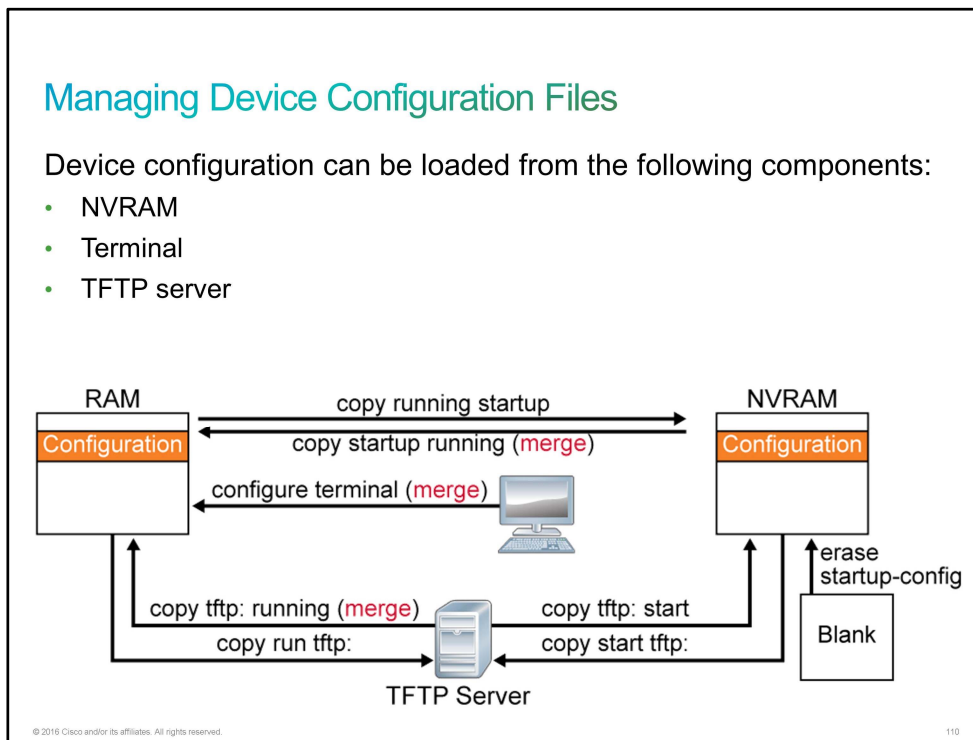 Managing Device Configuration Files
Device configuration can be loaded from the following components:
• NVRAM
• Terminal
• TFTP server
RAM
NVRAM
copy running startup
Configuration
copy startup running (merge)
Configuration
configure terminal (merge)
erase
startup-config
copy tftp: running (merge)
copy tftp: start
copy run tftp:
copy start tftp:
Blank
TFTP Server
© 2016 Cisco and/or its affiliates. All rights reserved.
110